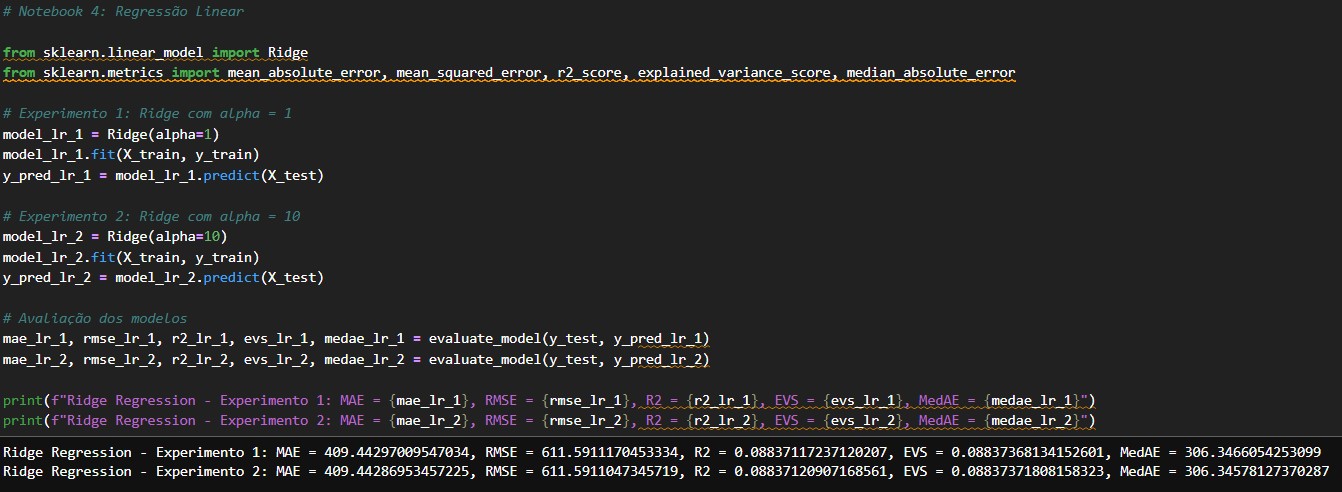 # Notebook 4: Regressão Linear
from sklearn.linear_model import Ridge
from sklearn.metrics import mean_absolute_error, mean_squared_error, r2_score, explained_variance_score, median_absolute_error
# Experimento 1: Ridge com alpha = 1
model_lr_1 = Ridge(alpha=1)
model_lr_1.fit(X_train, y_train)
y_pred_lr_1 = model_lr_1.predict(X_test)
# Experimento 2: Ridge com alpha = 10
model_lr_2 = Ridge(alpha=10)
model_lr_2.fit(X_train, y_train)
y_pred_lr_2 = model_lr_2.predict(X_test)
# Avaliação dos modelos
mae_lr_1, rmse_lr_1, r2_lr_1, evs_lr_1, medae_lr_1 = evaluate_model(y_test, y_pred_lr_1)
mae_lr_2, rmse_lr_2, r2_lr_2, evs_lr_2, medae_lr_2 = evaluate_model(y_test, y_pred_lr_2)
print(f"Ridge Regression - Experimento 1: MAE = {mae_lr_1}, RMSE = {rmse_lr_1}, R2 = {r2_lr_1}, EVS = {evs_lr_1}, MedAE = {medae_lr_1}")
print(f"Ridge Regression - Experimento 2: MAE = {mae_lr_2}, RMSE = {rmse_lr_2}, R2 = {r2_lr_2}, EVS = {evs_lr_2}, MedAE = {medae_lr_2}")
Ridge Regression - Experimento 1: MAE = 409.44297009547034, RMSE = 611.5911170453334, R2 = 0.08837117237120207, EVS = 0.08837368134152601, MedAE = 306.3466054253099
Ridge Regression - Experimento 2: MAE = 409.44286953457225, RMSE = 611.5911047345719, R2 = 0.08837120907168561, EVS = 0.08837371808158323, MedAE = 306.34578127370287